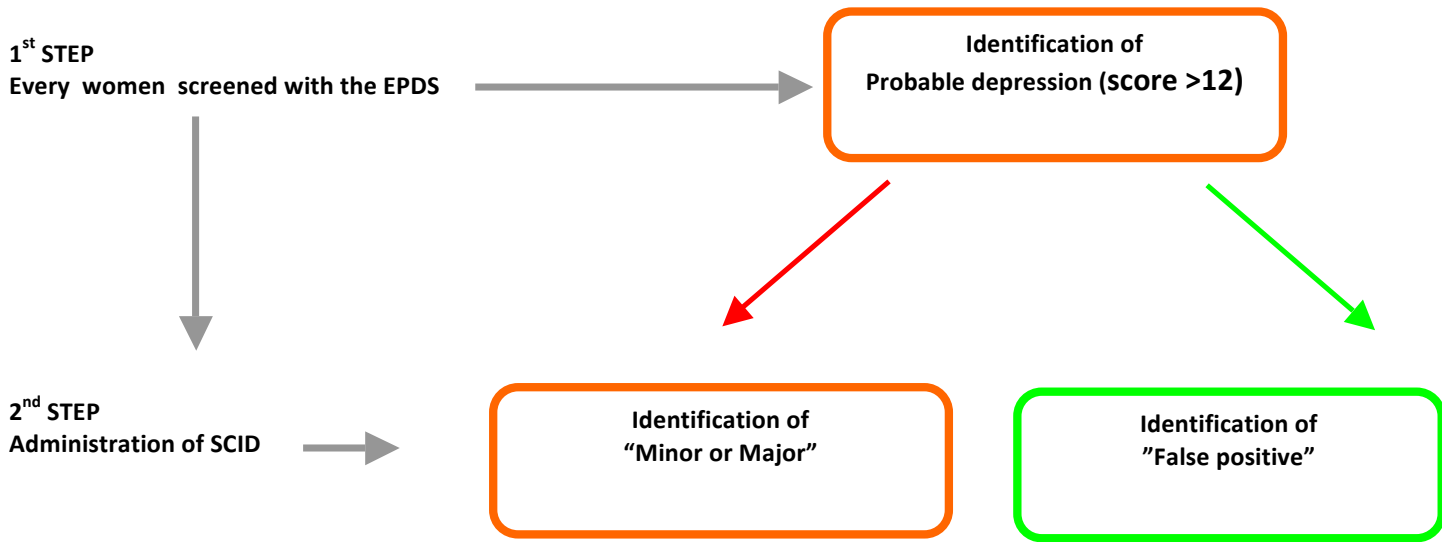 1st STEP
Every women screened with the EPDS
Identification of
Probable depression (score >12)
2nd STEP
Administration of SCID
Identification of
“Minor or Major”
Identification of
”False positive”